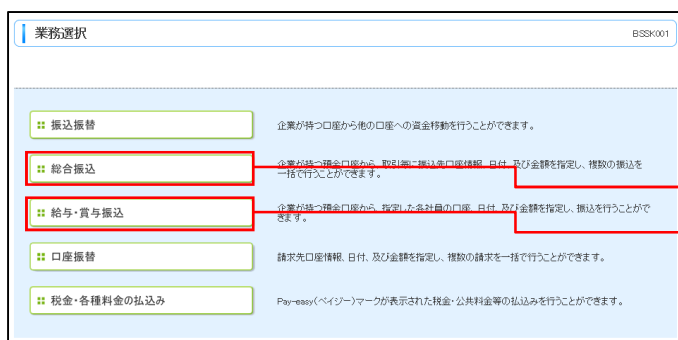 業務選択
BSSK001
振込振替
企業が持つ口座から他の口座への資金移動を行うことができます。
総合振込
企業が持つ預金口座から、取引毎に振込先口座情報、日付、及び金額を指定し、複数の振込を
一括で行うことができます。
給与・賞与振込
企業が持つ預金口座から、指定した各社員の口座、日付、及び金額を指定し、振込を行うことがで
きます。
口座振替
請求先口座情報、日付、及び金額を指定し、複数の請求を一括で行うことができます。
税金・各種料金の払込み
Pay-easy(ペイジー)マークが表示された税金・公共料金等の払込みを行うことができます。